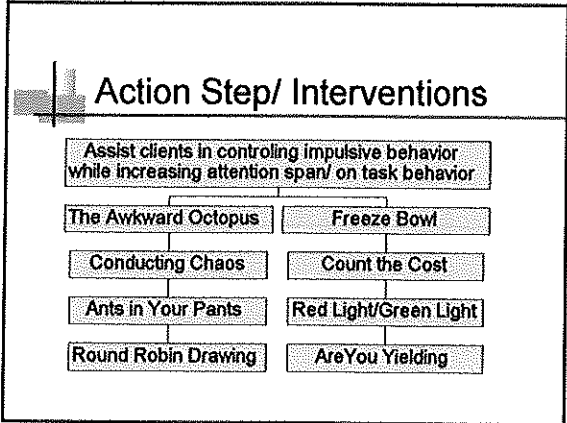 Action Step/ Interventions
Assist clients in controling impulsive behavior
while increasing attention span/ on task behavior
The Awkward Octopus
Freeze Bowl
Conducting Chaos
Count the Cost
Ants in Your Pants
Red Light/Green Light
Round Robin Drawing
AreYou Yielding